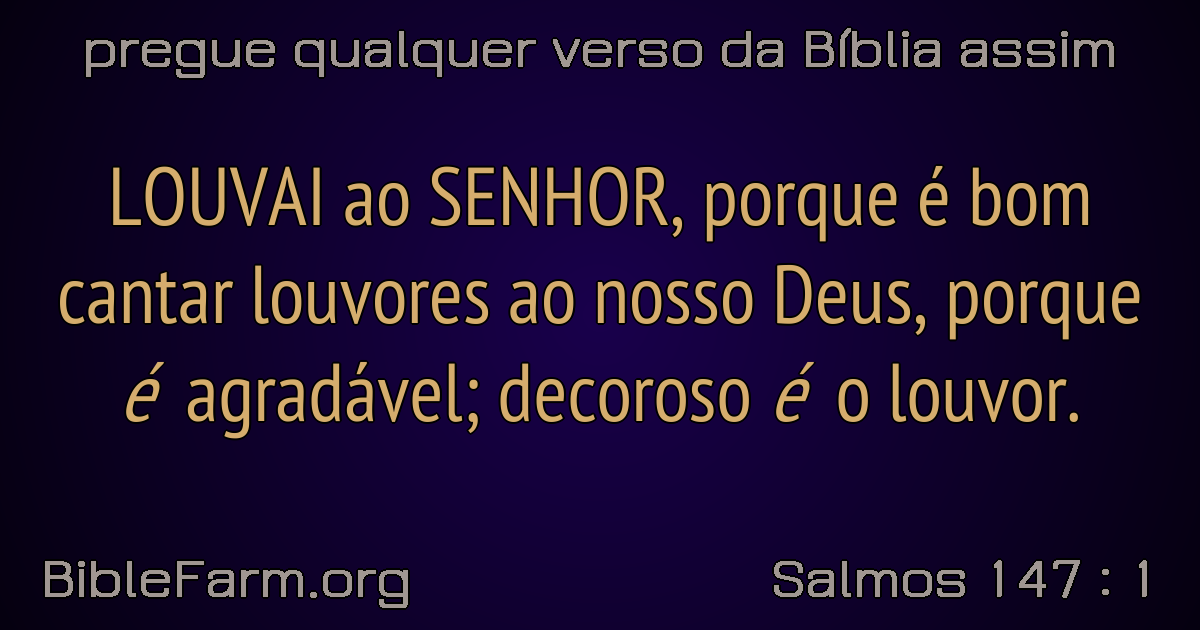 pregue qualquer verso da Bíblia assim
LOUVAI ao SENHOR, porque é bom
cantar louvores ao nosso Deus, porque
é agradável; decoroso é o louvor.
BibleFarm.org
Salmos 147 : 1